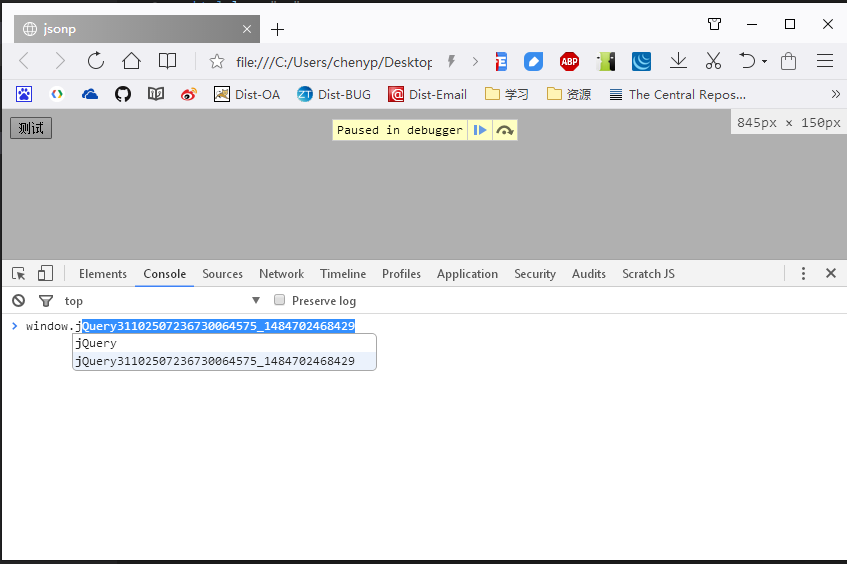 jsonp
file:///C:/Users/chenyp/Desktop
Dist-OA Dist-BUG Dist-Email 学习 资源 The Central Repos...
测试 Paused in debugger 845px × 150px
Elements Console Sources Network Timeline Profiles Application Security Audits Scratch JS
top Preserve log
window.jQuery31102507236730064575_1484702468429
jQuery
jQuery31102507236730064575_1484702468429